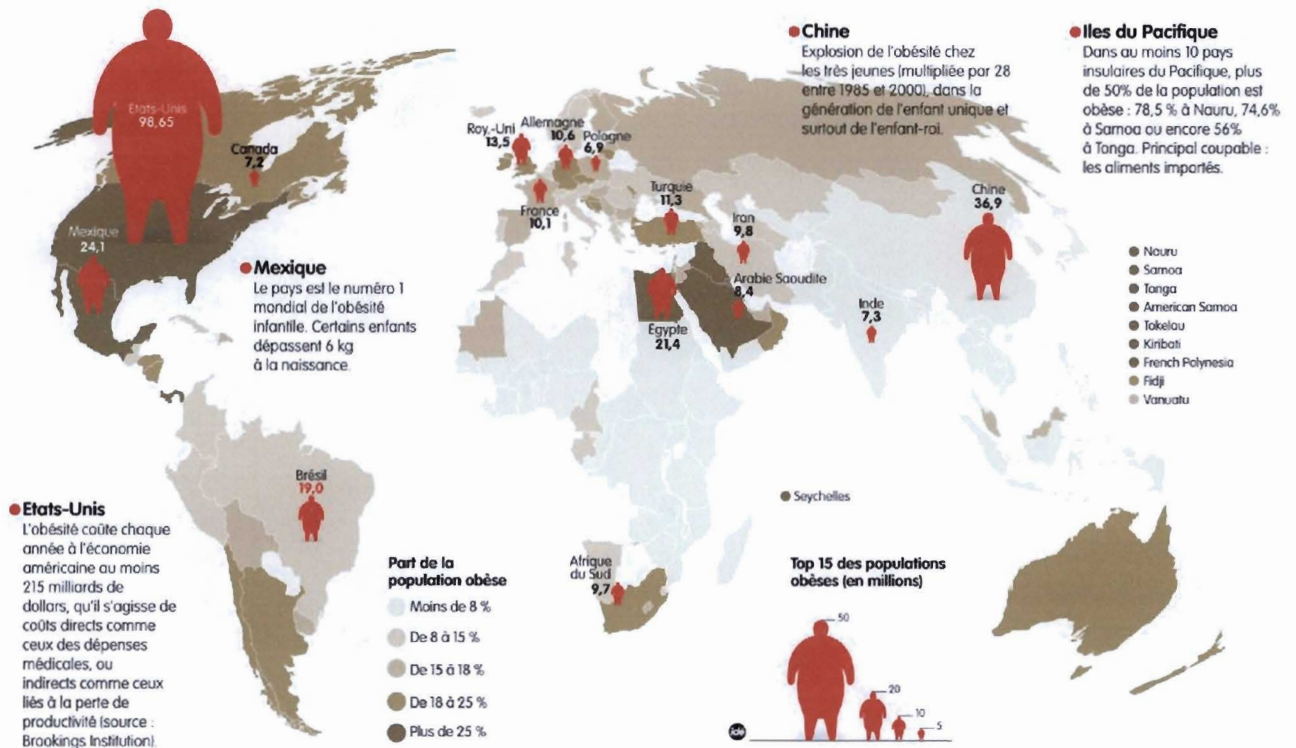 Etats-Unis
98,65
Canada
7,2
Mexique
24,1
● Mexique
Le pays est le numéro 1
mondial de l'obésité
infantile. Certains enfants
dépassent 6 kg
à la naissance.
Roy.-Uni
13,5
Allemagne
10,6
Pologne
6,9
France
10,1
Turquie
11,3
Iran
9,8
Arabie Saoudite
8,4
Egypte
21,4
Inde
7,3
Chine
36,9
● Chine
Explosion de l'obésité chez
les très jeunes (multipliée par 28
entre 1985 et 2000), dans la
génération de l'enfant unique et
surtout de l'enfant-roi.
● Iles du Pacifique
Dans au moins 10 pays
insulaires du Pacifique, plus
de 50% de la population est
obèse : 78,5 % à Nauru, 74,6%
à Samoa ou encore 56%
à Tonga. Principal coupable :
les aliments importés.
Nauru
Samoa
Tonga
American Samoa
Tokelau
Kiribati
French Polynesia
Fidji
Vanuatu
Seychelles
Brésil
19,0
Afrique
du Sud
9,7
● Etats-Unis
L'obésité coûte chaque
année à l'économie
américaine au moins
215 milliards de
dollars, qu'il s'agisse de
coûts directs comme
ceux des dépenses
médicales, ou
indirects comme ceux
liés à la perte de
productivité (source :
Brookings Institution).
Part de la
population obèse
Moins de 8 %
De 8 à 15 %
De 15 à 18 %
De 18 à 25 %
Plus de 25 %
Top 15 des populations
obèses (en millions)
50
20
10
5
idé